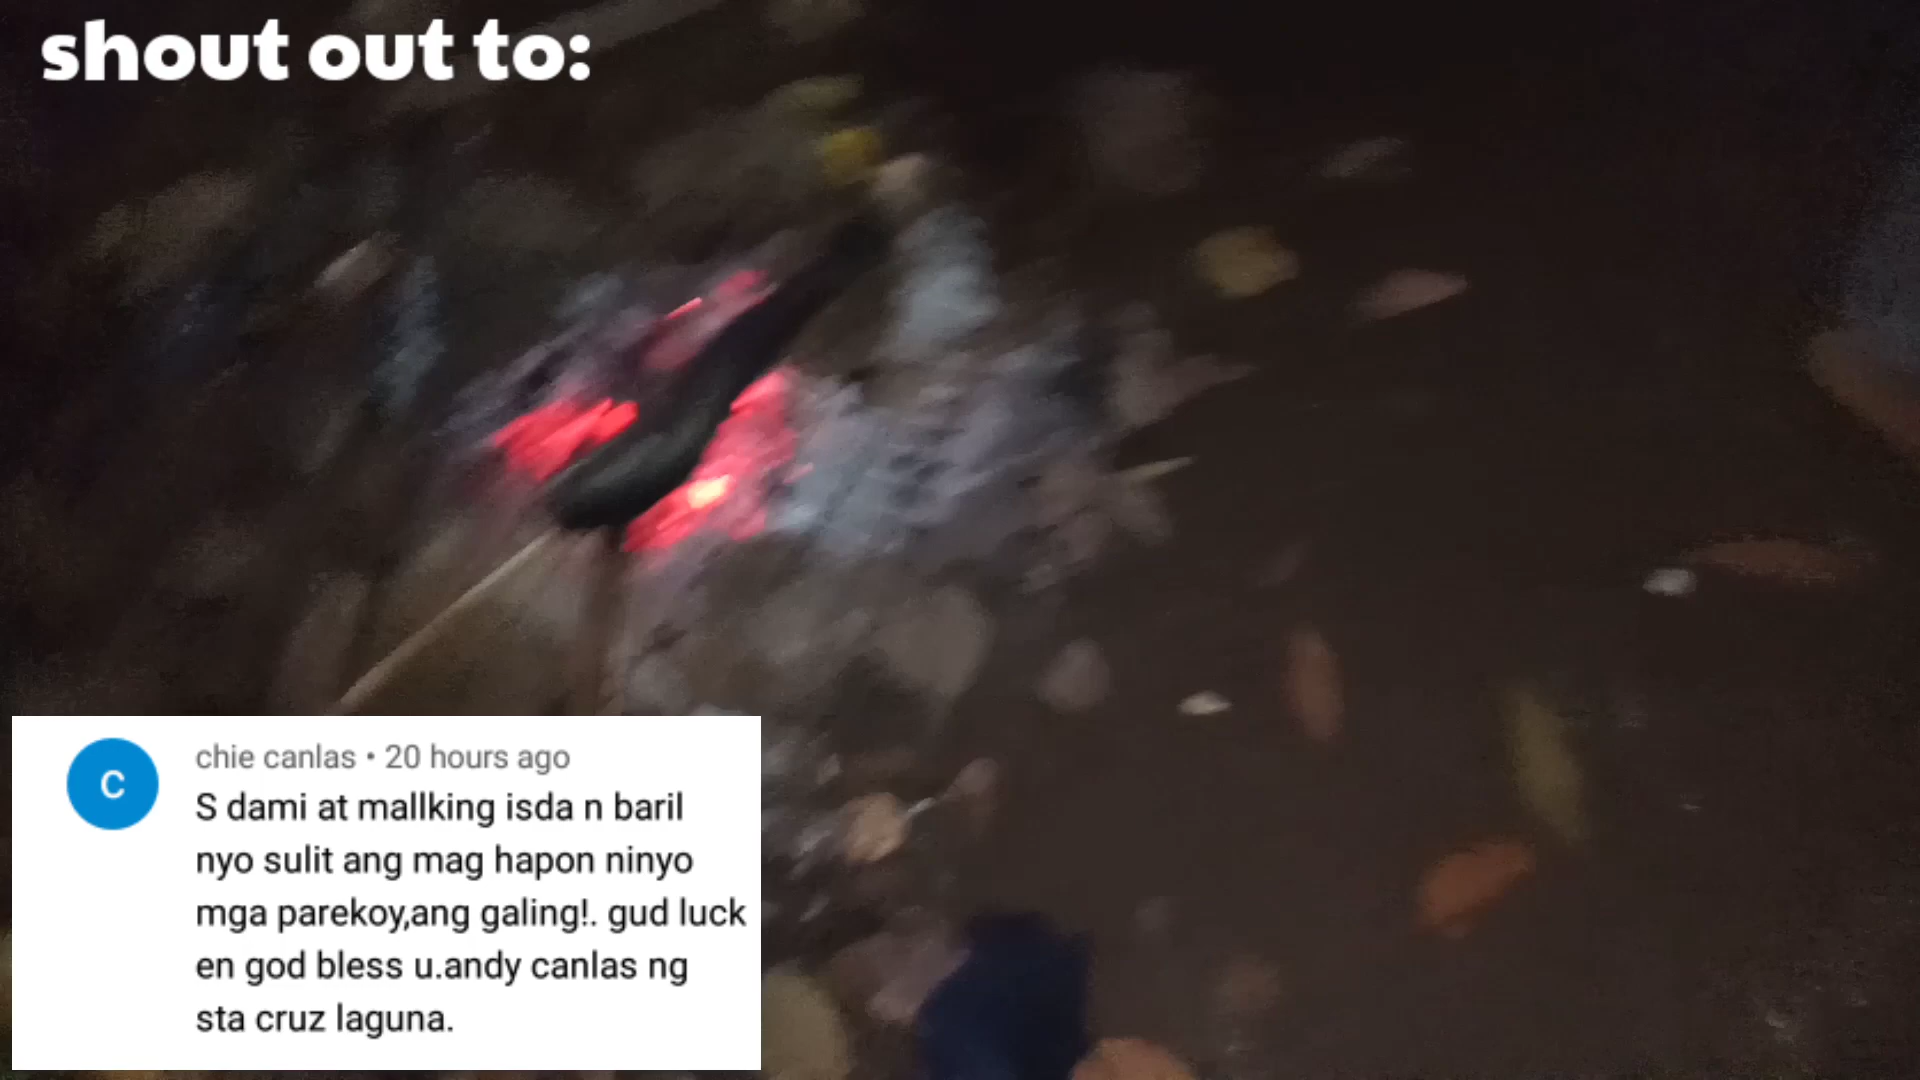 shout out to:
C
chie canlas • 20 hours ago
S dami at mallking isda n baril
nyo sulit ang mag hapon ninyo
mga parekoy,ang galing!. gud luck
en god bless u.andy canlas ng
sta cruz laguna.